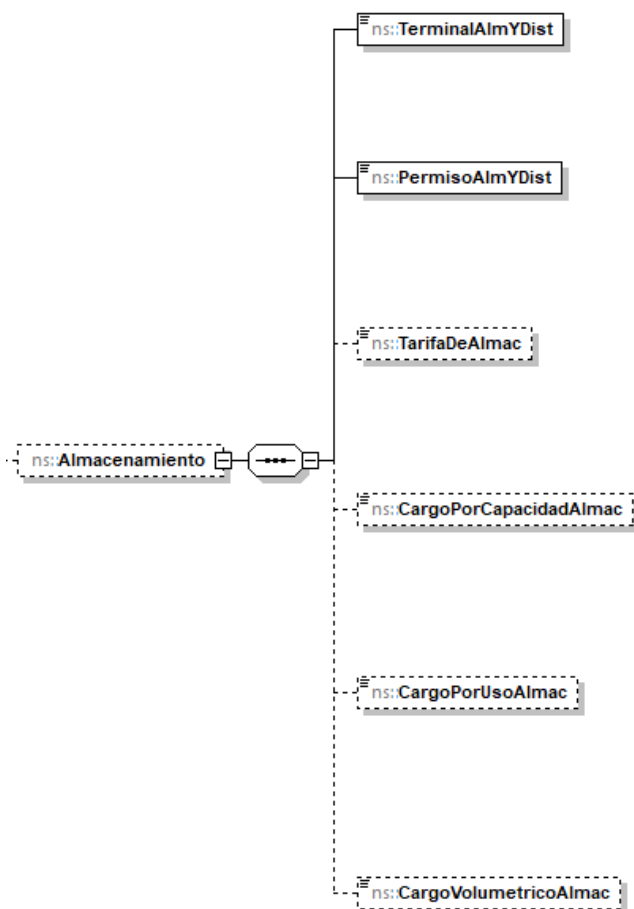 ns::TerminalAlmYDist
ns::PermisoAlmYDist
ns::TarifaDeAlmac
ns::Almacenamiento
ns::CargoPorCapacidadAlmac
ns::CargoPorUsoAlmac
ns::CargoVolumetricoAlmac